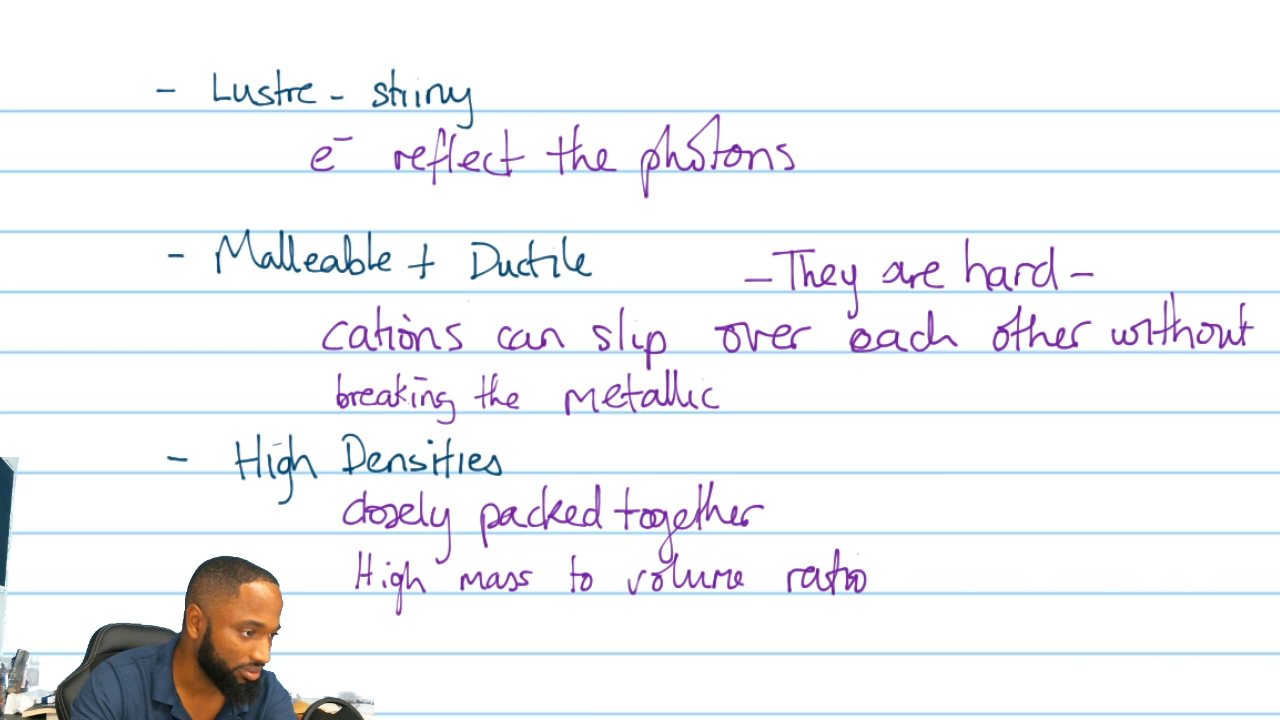 - Lustre - shiny
e⁻ reflect the photons
- Malleable + Ductile - They are hard -
cations can slip over each other without
breaking the metallic
- High Densities
closely packed together
High mass to volume ratio